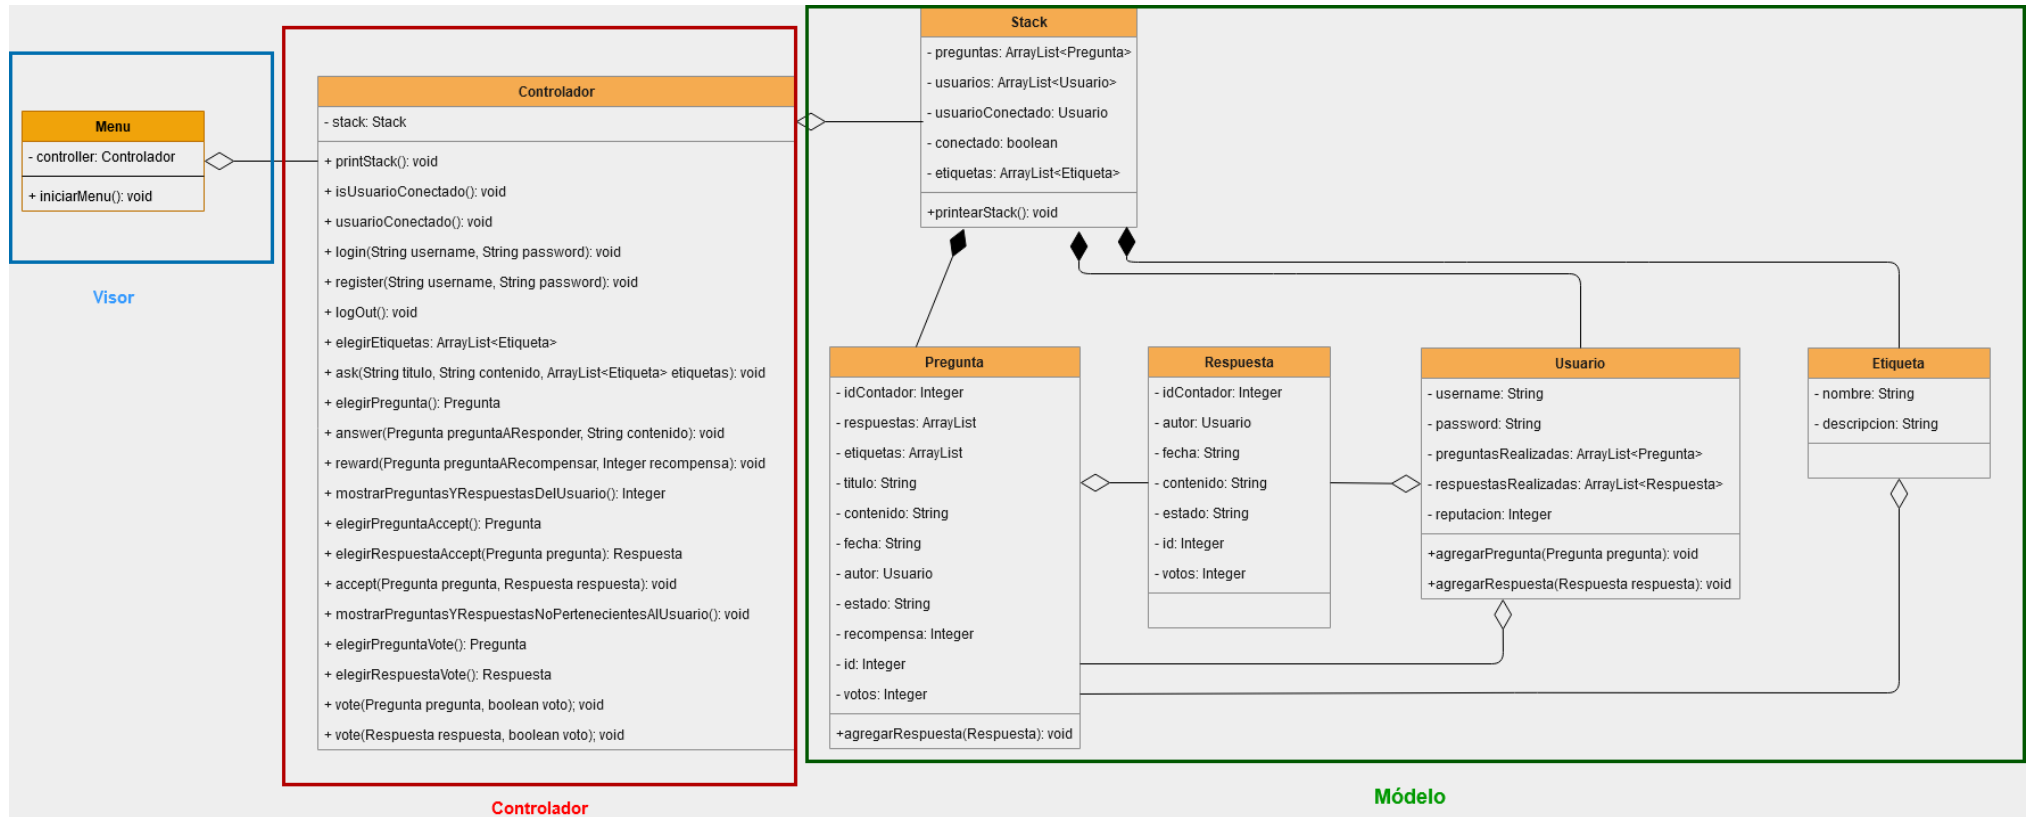 Menu
- controller: Controlador
+ iniciarMenu(): void
Visor
Controlador
- stack: Stack
+ printStack(): void
+ isUsuarioConectado(): void
+ usuarioConectado(): void
+ login(String username, String password): void
+ register(String username, String password): void
+ logOut(): void
+ elegirEtiquetas: ArrayList<Etiqueta>
+ ask(String titulo, String contenido, ArrayList<Etiqueta> etiquetas): void
+ elegirPregunta(): Pregunta
+ answer(Pregunta preguntaAResponder, String contenido): void
+ reward(Pregunta preguntaARecompensar, Integer recompensa): void
+ mostrarPreguntasYRespuestasDelUsuario(): Integer
+ elegirPreguntaAccept(): Pregunta
+ elegirRespuestaAccept(Pregunta pregunta): Respuesta
+ accept(Pregunta pregunta, Respuesta respuesta): void
+ mostrarPreguntasYRespuestasNoPertenecientesAlUsuario(): void
+ elegirPreguntaVote(): Pregunta
+ elegirRespuestaVote(): Respuesta
+ vote(Pregunta pregunta, boolean voto); void
+ vote(Respuesta respuesta, boolean voto); void
Controlador
Stack
- preguntas: ArrayList<Pregunta>
- usuarios: ArrayList<Usuario>
- usuarioConectado: Usuario
- conectado: boolean
- etiquetas: ArrayList<Etiqueta>
+printearStack(): void
Pregunta
- idContador: Integer
- respuestas: ArrayList
- etiquetas: ArrayList
- titulo: String
- contenido: String
- fecha: String
- autor: Usuario
- estado: String
- recompensa: Integer
- id: Integer
- votos: Integer
+agregarRespuesta(Respuesta): void
Respuesta
- idContador: Integer
- autor: Usuario
- fecha: String
- contenido: String
- estado: String
- id: Integer
- votos: Integer
Usuario
- username: String
- password: String
- preguntasRealizadas: ArrayList<Pregunta>
- respuestasRealizadas: ArrayList<Respuesta>
- reputacion: Integer
+agregarPregunta(Pregunta pregunta): void
+agregarRespuesta(Respuesta respuesta): void
Etiqueta
- nombre: String
- descripcion: String
Módelo